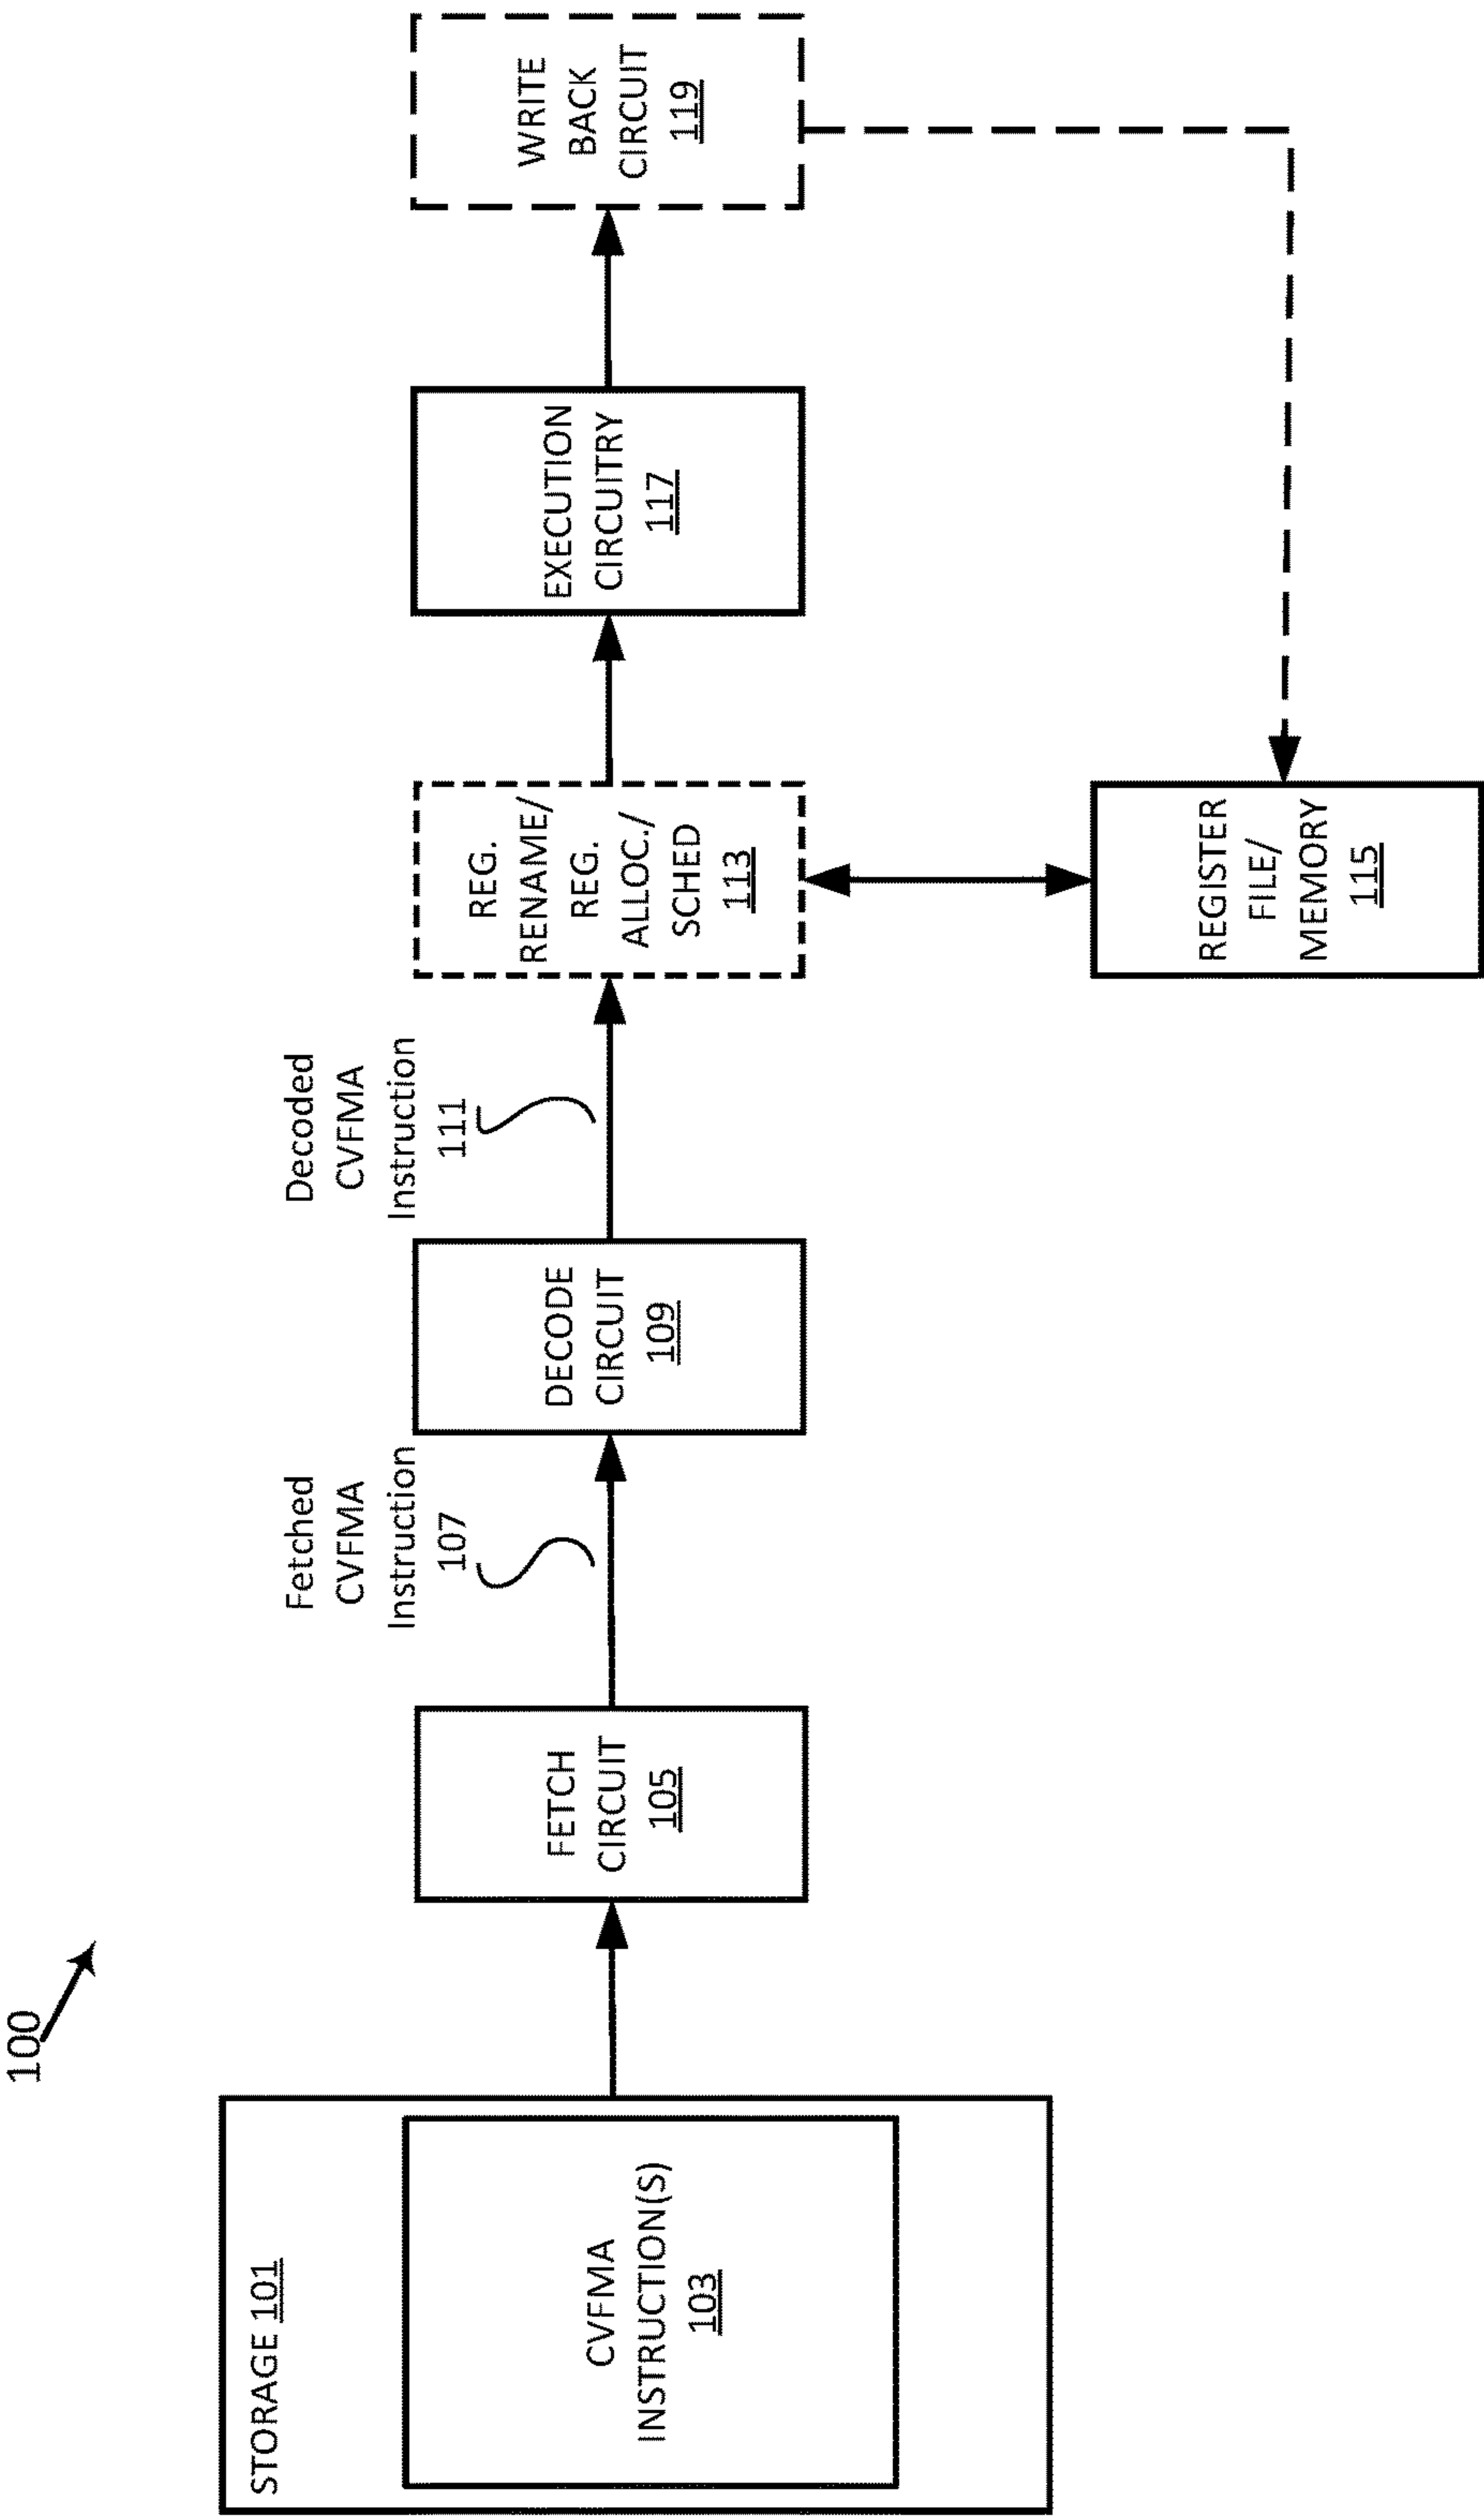 100
STORAGE 101
CVFMA
INSTRUCTION(S)
103
FETCH
CIRCUIT
105
Fetched
CVFMA
Instruction
107
DECODE
CIRCUIT
109
Decoded
CVFMA
Instruction
111
REG.
RENAME/
REG.
ALLOC./
SCHED
113
REGISTER
FILE/
MEMORY
115
EXECUTION
CIRCUITRY
117
WRITE
BACK
CIRCUIT
119